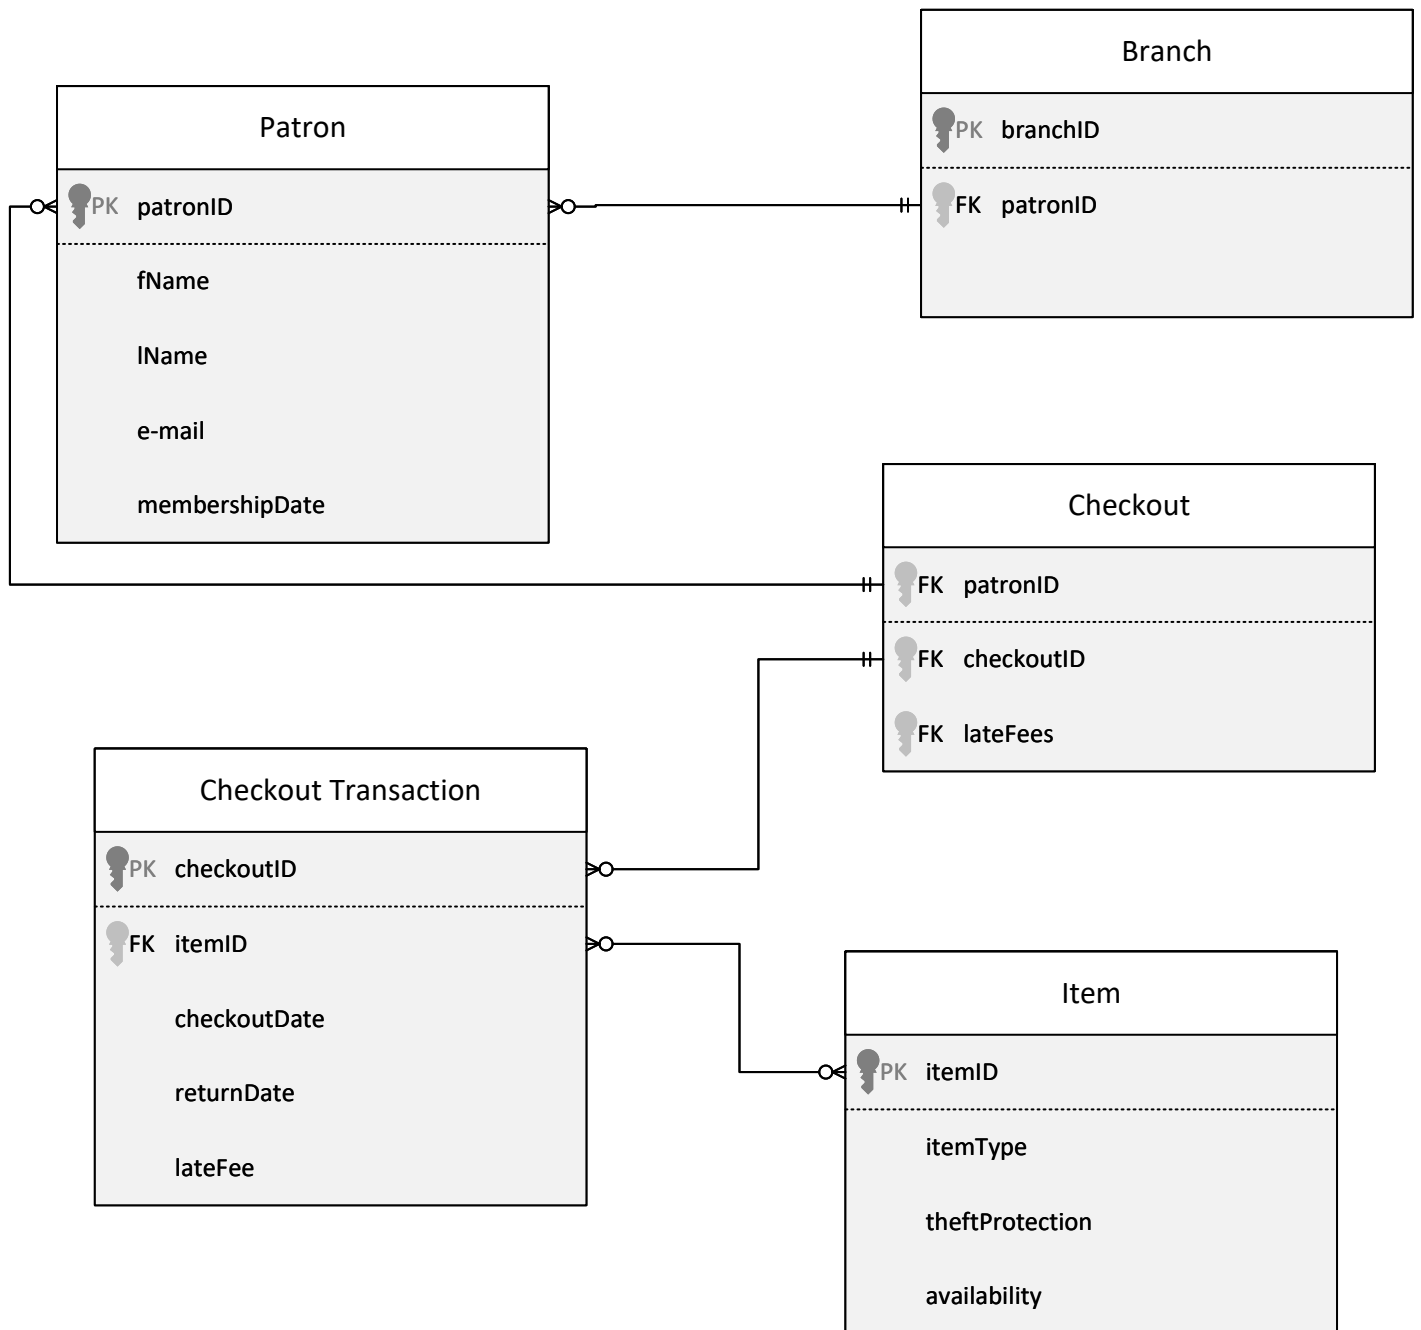 Branch
PK branchID
FK patronID
Patron
PK patronID
fName
lName
e-mail
membershipDate
Checkout
FK patronID
FK checkoutID
FK lateFees
Checkout Transaction
PK checkoutID
FK itemID
checkoutDate
returnDate
lateFee
Item
PK itemID
itemType
theftProtection
availability